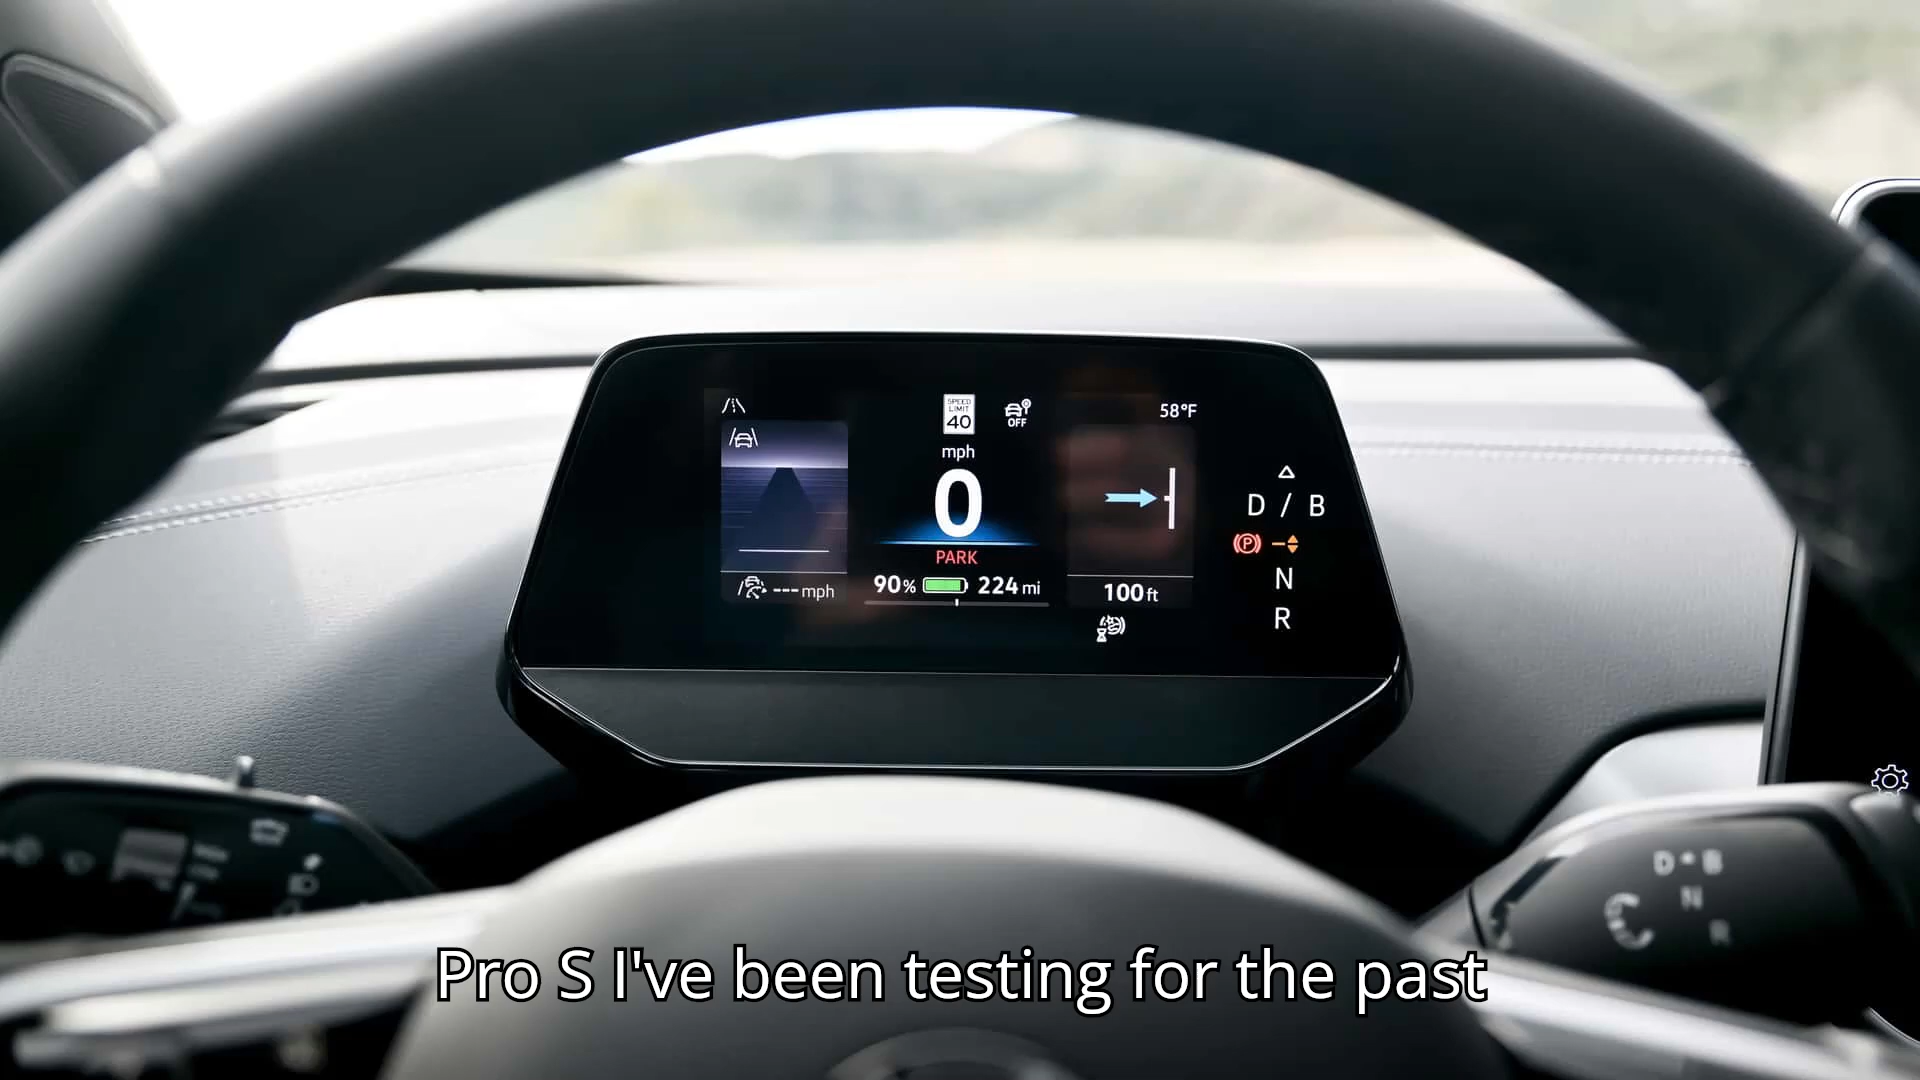 SPEED
LIMIT
40
OFF
58°F
mph
0
PARK
90% 224 mi
--- mph
100 ft
D / B
P
N
R
D B
N
R
Pro S I've been testing for the past